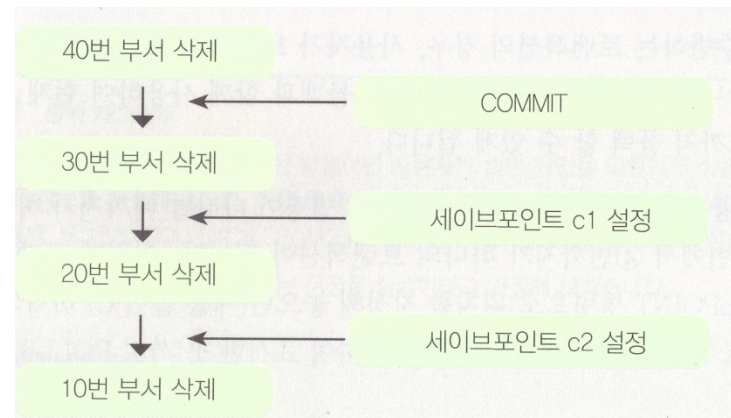 40번 부서 삭제
COMMIT
30번 부서 삭제
세이브포인트 c1 설정
20번 부서 삭제
세이브포인트 c2 설정
10번 부서 삭제